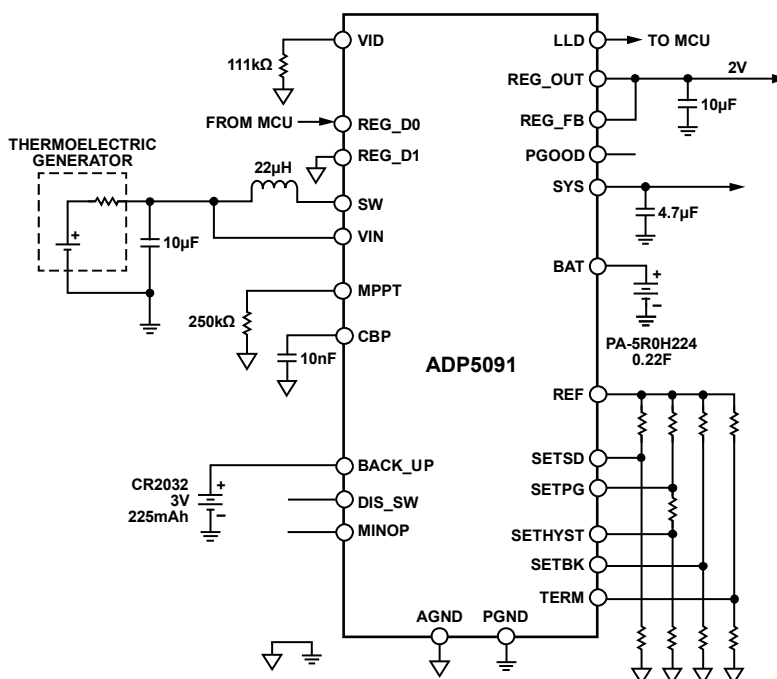 VID
111kΩ
FROM MCU
REG_D0
REG_D1
THERMOELECTRIC
GENERATOR
22µH
SW
VIN
+
10µF
MPPT
250kΩ
CBP
10nF
BACK_UP
CR2032
3V
225mAh
+
−
DIS_SW
MINOP
ADP5091
AGND
PGND
LLD
TO MCU
REG_OUT
2V
10µF
REG_FB
PGOOD
SYS
4.7µF
BAT
+
−
PA-5R0H224
0.22F
REF
SETSD
SETPG
SETHYST
SETBK
TERM